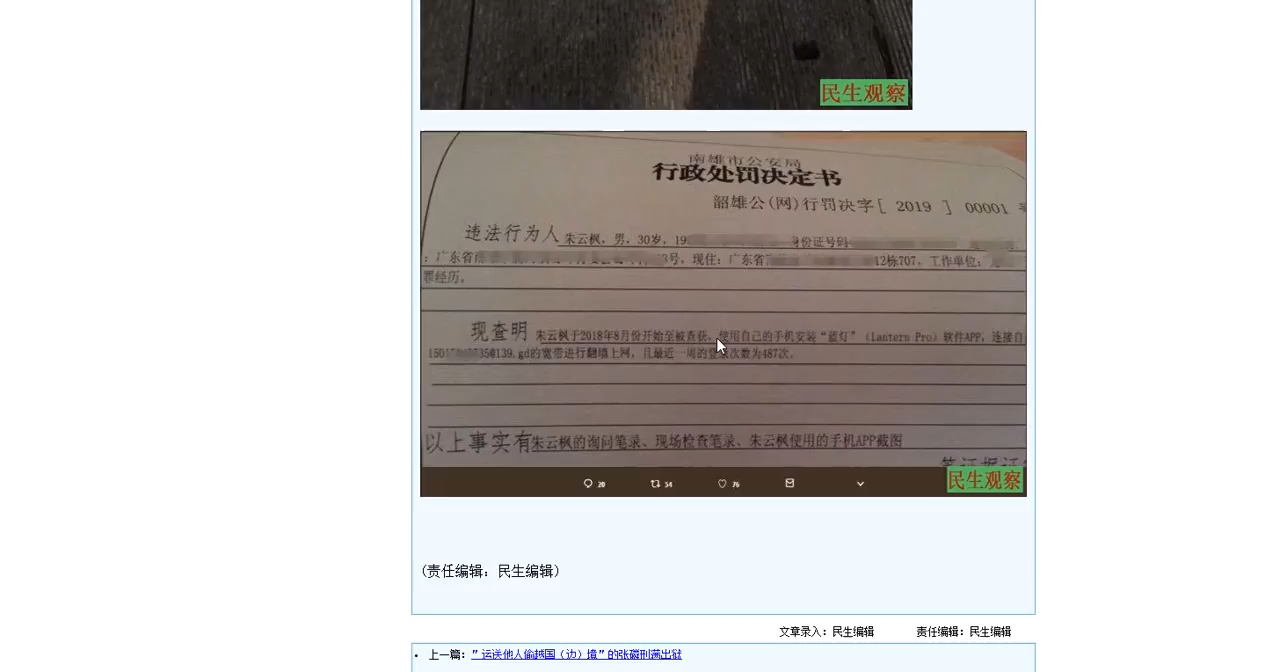 民生观察
南雄市公安局
行政处罚决定书
韶雄公(网)行罚决字[ 2019 ] 00001
违法行为人 朱云枫，男，30岁，19 身份证号码
：广东省 3号，现住：广东省 12栋707，工作单位：
要经历。
现查明 朱云枫于2018年8月份开始至被查获，使用自己的手机安装“蓝灯”（Lantern Pro）软件APP，连接自
1501 350139.gd的宽带进行翻墙上网，且最近一周的登录次数为487次。
以上事实有朱云枫的询问笔录、现场检查笔录、朱云枫使用的手机APP截图
20 54 76
民生观察
(责任编辑：民生编辑)
文章录入：民生编辑 责任编辑：民生编辑
上一篇：＂运送他人偷越国（边）境＂的张 刑满出狱